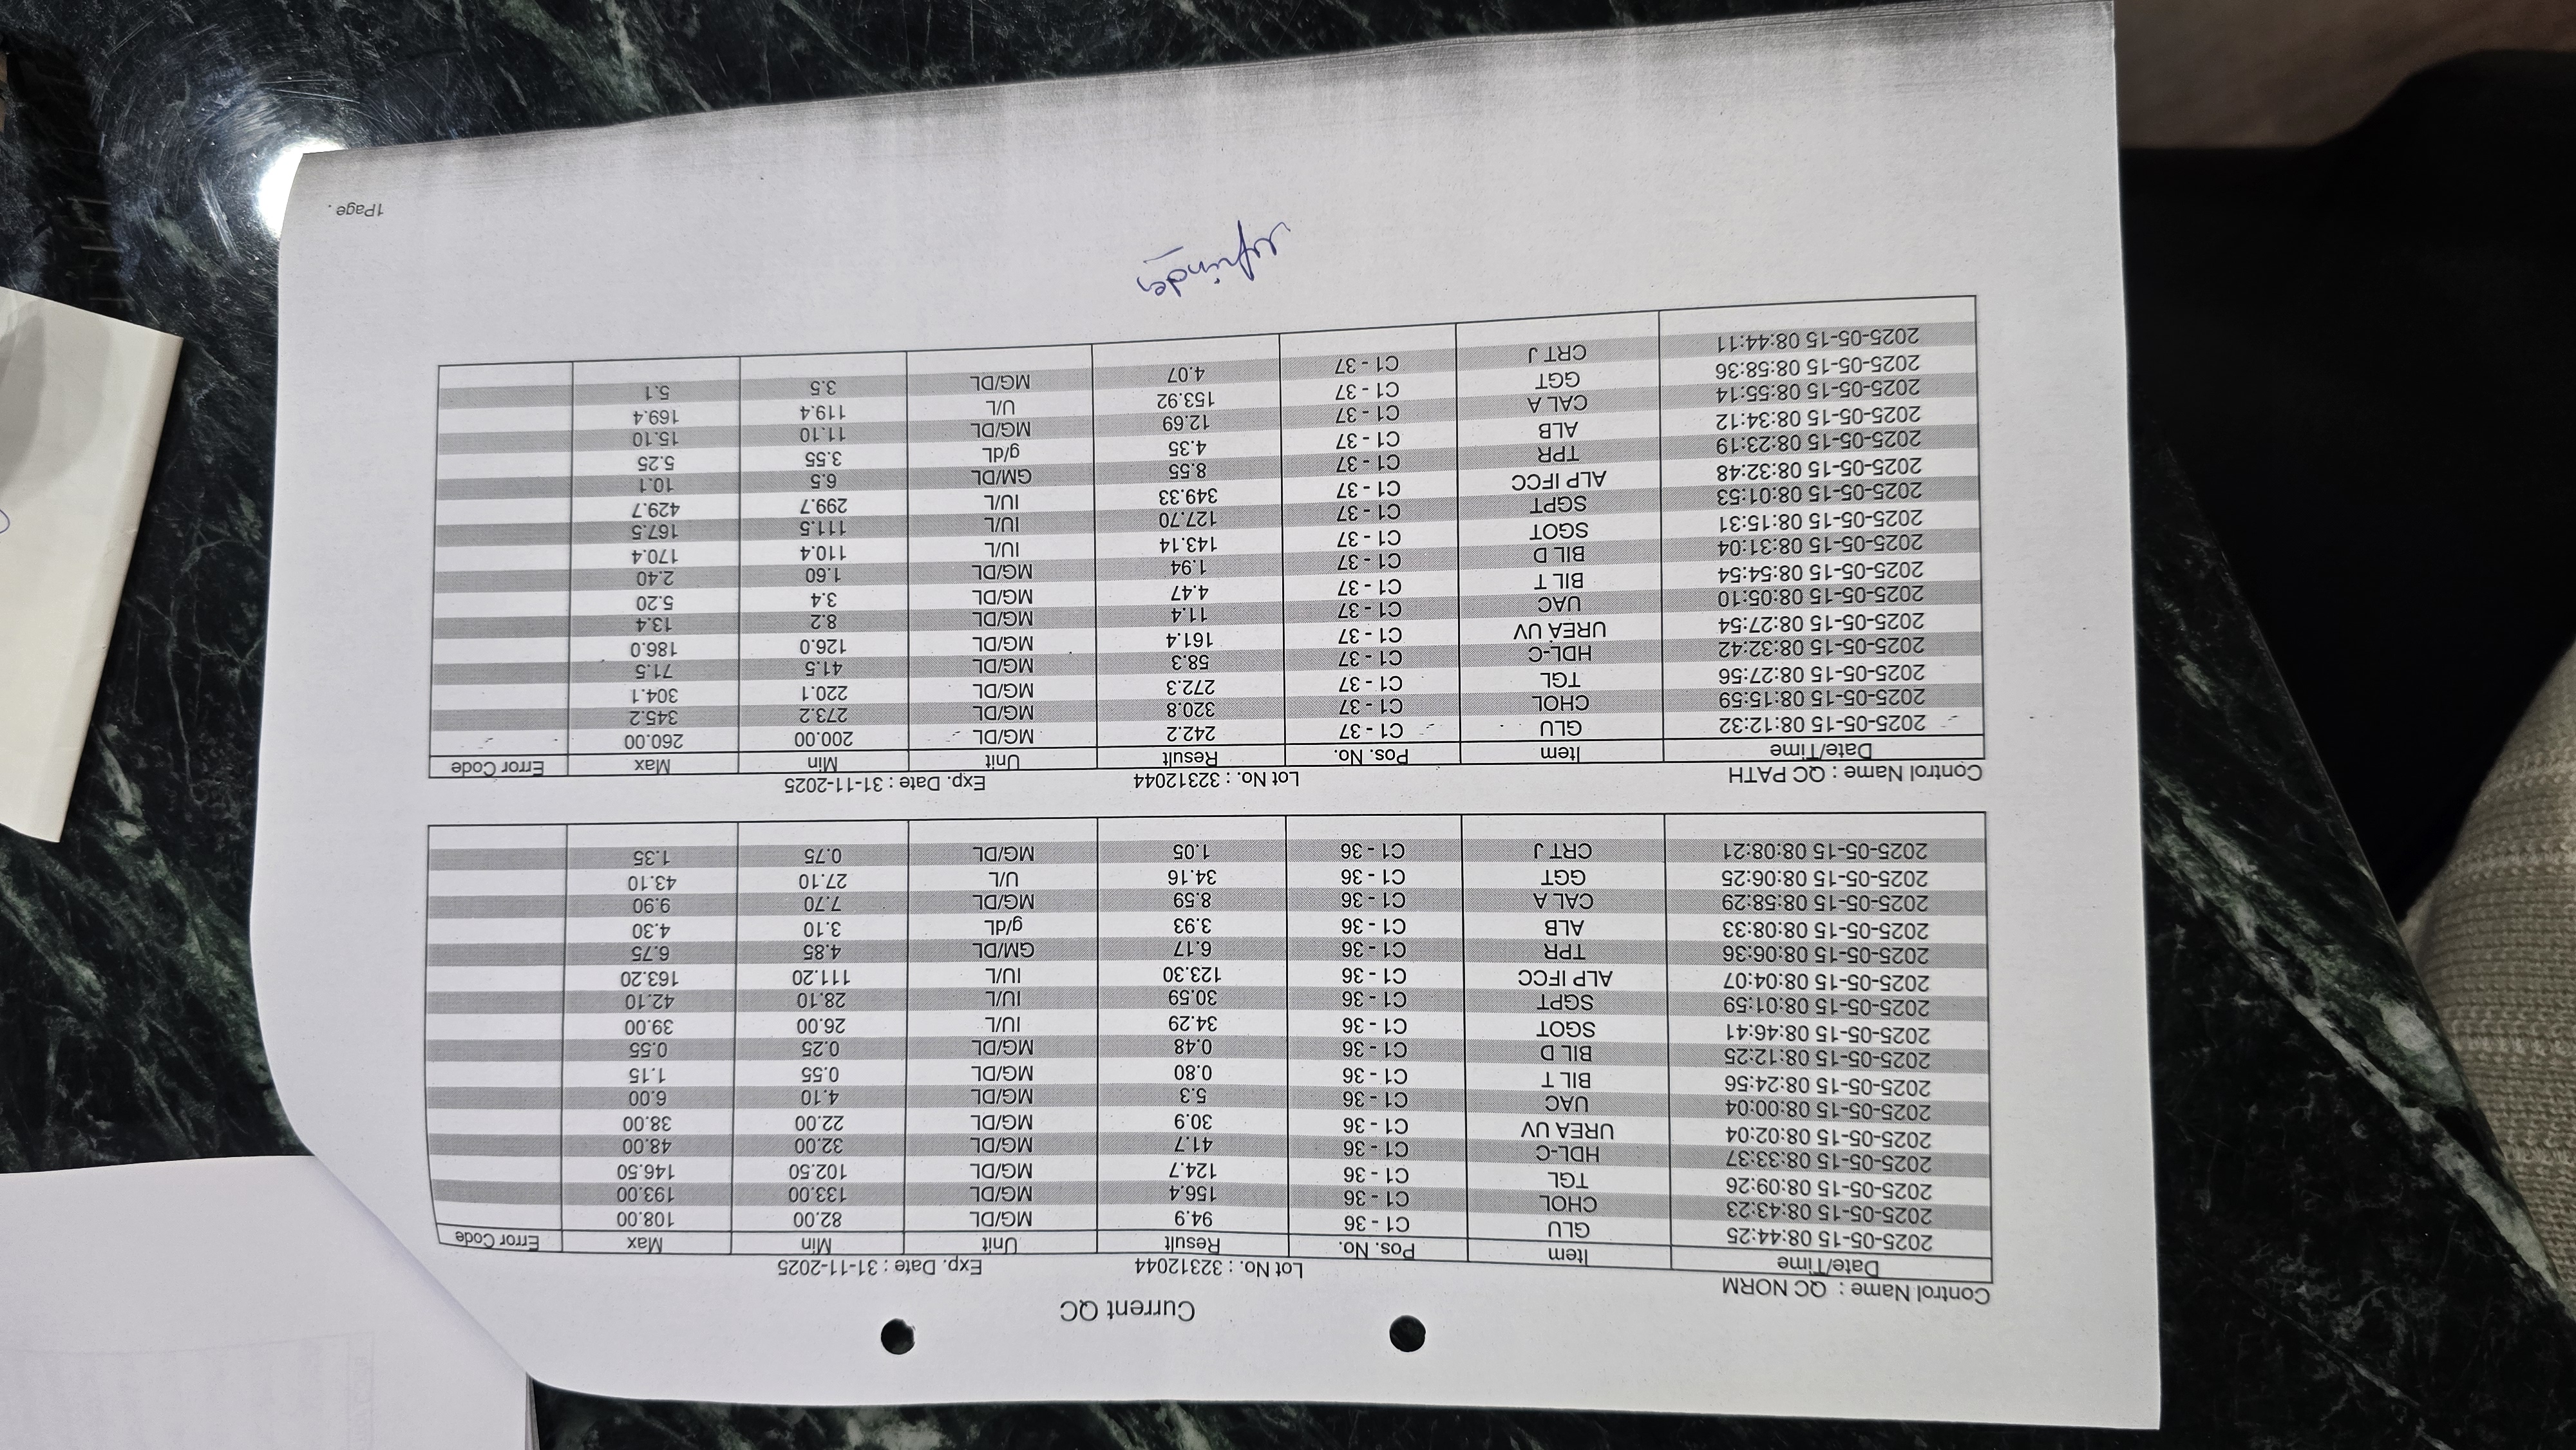 Current QC
Control Name : QC NORM Lot No. : 32312044 Exp. Date : 31-11-2025
Date/Time Item Pos. No. Result Unit Min Max Error Code
2025-05-15 08:44:25 GLU C1 - 36 94.9 MG/DL 82.00 108.00
2025-05-15 08:43:23 CHOL C1 - 36 156.4 MG/DL 133.00 193.00
2025-05-15 08:09:26 TGL C1 - 36 124.7 MG/DL 102.50 146.50
2025-05-15 08:33:37 HDL-C C1 - 36 41.7 MG/DL 32.00 48.00
2025-05-15 08:02:04 UREA UV C1 - 36 30.9 MG/DL 22.00 38.00
2025-05-15 08:00:04 UAC C1 - 36 5.3 MG/DL 4.10 6.00
2025-05-15 08:24:56 BIL T C1 - 36 0.80 MG/DL 0.55 1.15
2025-05-15 08:12:25 BIL D C1 - 36 0.48 MG/DL 0.25 0.55
2025-05-15 08:46:41 SGOT C1 - 36 34.29 IU/L 26.00 39.00
2025-05-15 08:01:59 SGPT C1 - 36 30.59 IU/L 28.10 42.10
2025-05-15 08:04:07 ALP IFCC C1 - 36 123.30 IU/L 111.20 163.20
2025-05-15 08:06:36 TPR C1 - 36 6.17 GM/DL 4.85 6.75
2025-05-15 08:08:33 ALB C1 - 36 3.93 g/dL 3.10 4.30
2025-05-15 08:58:29 CAL A C1 - 36 8.59 MG/DL 7.70 9.90
2025-05-15 08:06:25 GGT C1 - 36 34.16 U/L 27.10 43.10
2025-05-15 08:08:21 CRT J C1 - 36 1.05 MG/DL 0.75 1.35
Control Name : QC PATH Lot No. : 32312044 Exp. Date : 31-11-2025
Date/Time Item Pos. No. Result Unit Min Max Error Code
2025-05-15 08:12:32 GLU C1 - 37 242.2 MG/DL 200.00 260.00
2025-05-15 08:15:59 CHOL C1 - 37 320.8 MG/DL 273.2 345.2
2025-05-15 08:27:56 TGL C1 - 37 272.3 MG/DL 220.1 304.1
2025-05-15 08:32:42 HDL-C C1 - 37 58.3 MG/DL 41.5 71.5
2025-05-15 08:27:54 UREA UV C1 - 37 161.4 MG/DL 126.0 186.0
2025-05-15 08:05:10 UAC C1 - 37 11.4 MG/DL 8.2 13.4
2025-05-15 08:54:54 BIL T C1 - 37 4.47 MG/DL 3.4 5.20
2025-05-15 08:31:04 BIL D C1 - 37 1.94 MG/DL 1.60 2.40
2025-05-15 08:15:31 SGOT C1 - 37 143.14 IU/L 110.4 170.4
2025-05-15 08:01:53 SGPT C1 - 37 127.70 IU/L 111.5 167.5
2025-05-15 08:32:48 ALP IFCC C1 - 37 349.33 IU/L 299.7 429.7
2025-05-15 08:23:19 TPR C1 - 37 8.55 GM/DL 6.5 10.1
2025-05-15 08:34:12 ALB C1 - 37 4.35 g/dL 3.55 5.25
2025-05-15 08:55:14 CAL A C1 - 37 12.69 MG/DL 11.10 15.10
2025-05-15 08:58:36 GGT C1 - 37 153.92 U/L 119.4 169.4
2025-05-15 08:44:11 CRT J C1 - 37 4.07 MG/DL 3.5 5.1
1Page .